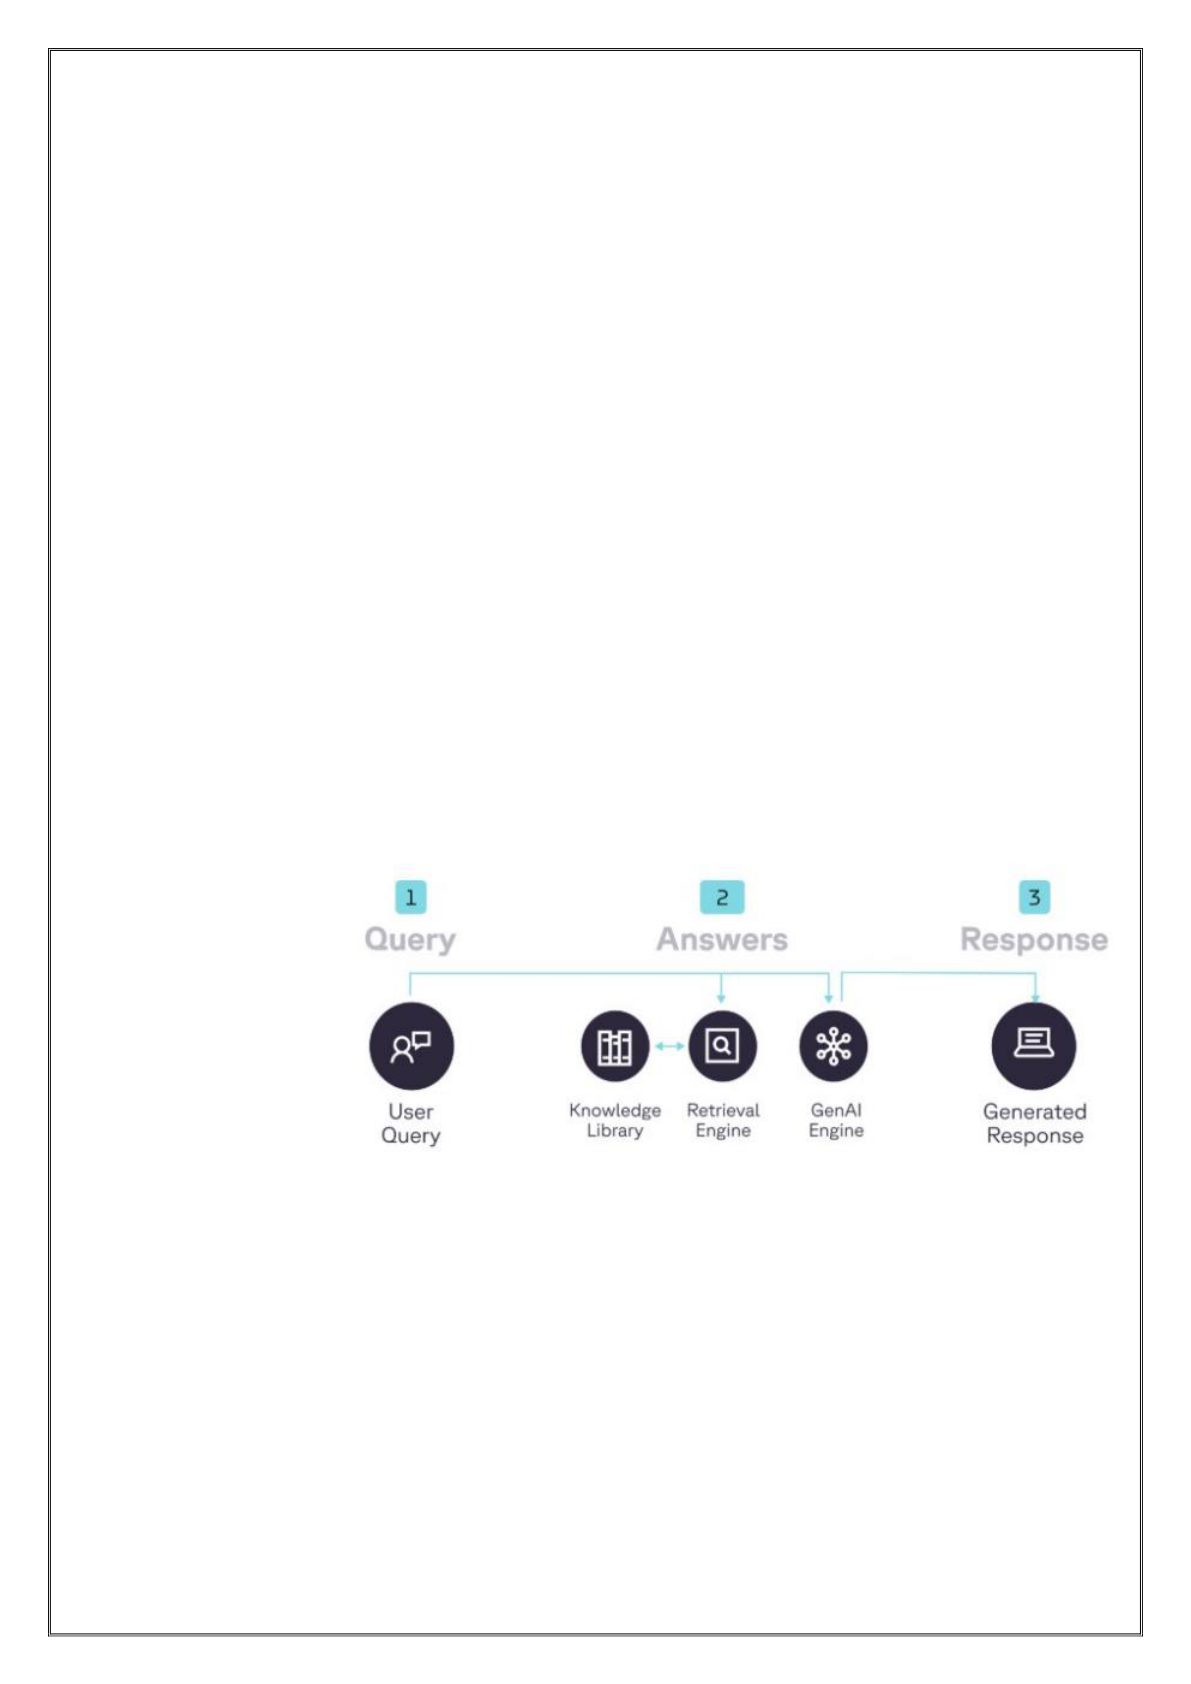 1
2
3
Query
Answers
Response
User
Query
Knowledge
Library
Retrieval
Engine
GenAI
Engine
Generated
Response